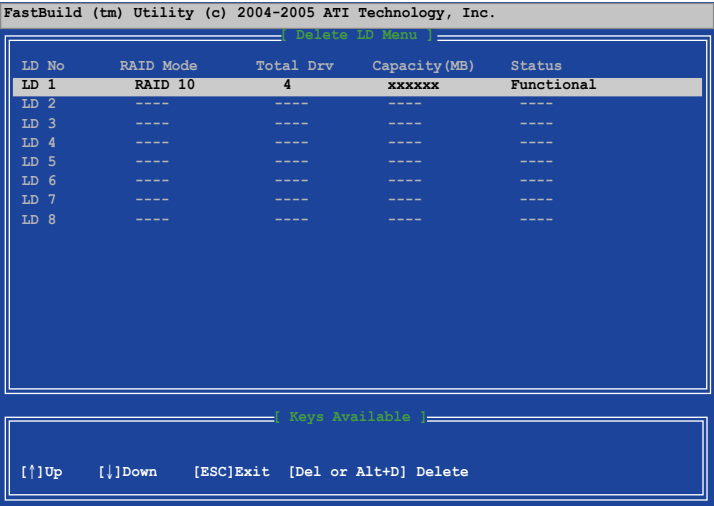 FastBuild (tm) Utility (c) 2004-2005 ATI Technology, Inc.
[ Delete LD Menu ]
LD No RAID Mode Total Drv Capacity(MB) Status
LD 1 RAID 10 4 xxxxxx Functional
LD 2 ---- ---- ---- ----
LD 3 ---- ---- ---- ----
LD 4 ---- ---- ---- ----
LD 5 ---- ---- ---- ----
LD 6 ---- ---- ---- ----
LD 7 ---- ---- ---- ----
LD 8 ---- ---- ---- ----
[ Keys Available ]
[↑]Up [↓]Down [ESC]Exit [Del or Alt+D] Delete